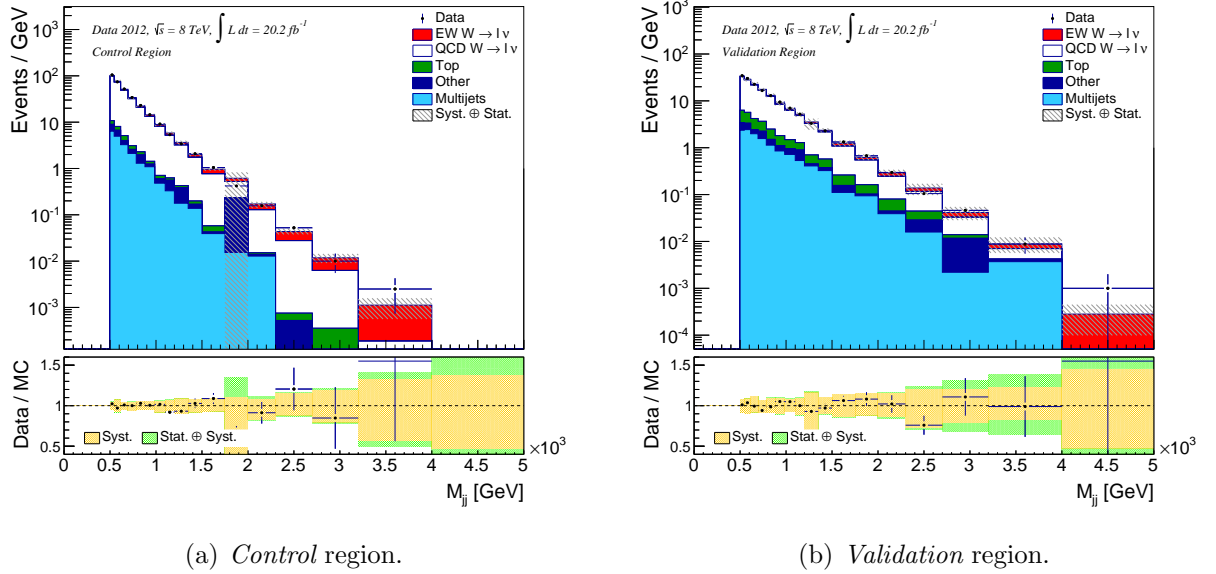 Events / GeV
Data 2012, √s = 8 TeV, ∫ L dt = 20.2 fb⁻¹
Control Region
Data
EW W → l ν
QCD W → l ν
Top
Other
Multijets
Syst. ⊕ Stat.
10³
10²
10
1
10⁻¹
10⁻²
10⁻³
Data / MC
1.5
1
0.5
Syst.
Stat. ⊕ Syst.
0 0.5 1 1.5 2 2.5 3 3.5 4 4.5 5
×10³
M_jj [GeV]
(a) Control region.
Events / GeV
Data 2012, √s = 8 TeV, ∫ L dt = 20.2 fb⁻¹
Validation Region
Data
EW W → l ν
QCD W → l ν
Top
Other
Multijets
Syst. ⊕ Stat.
10³
10²
10
1
10⁻¹
10⁻²
10⁻³
10⁻⁴
Data / MC
1.5
1
0.5
Syst.
Stat. ⊕ Syst.
0 0.5 1 1.5 2 2.5 3 3.5 4 4.5 5
×10³
M_jj [GeV]
(b) Validation region.